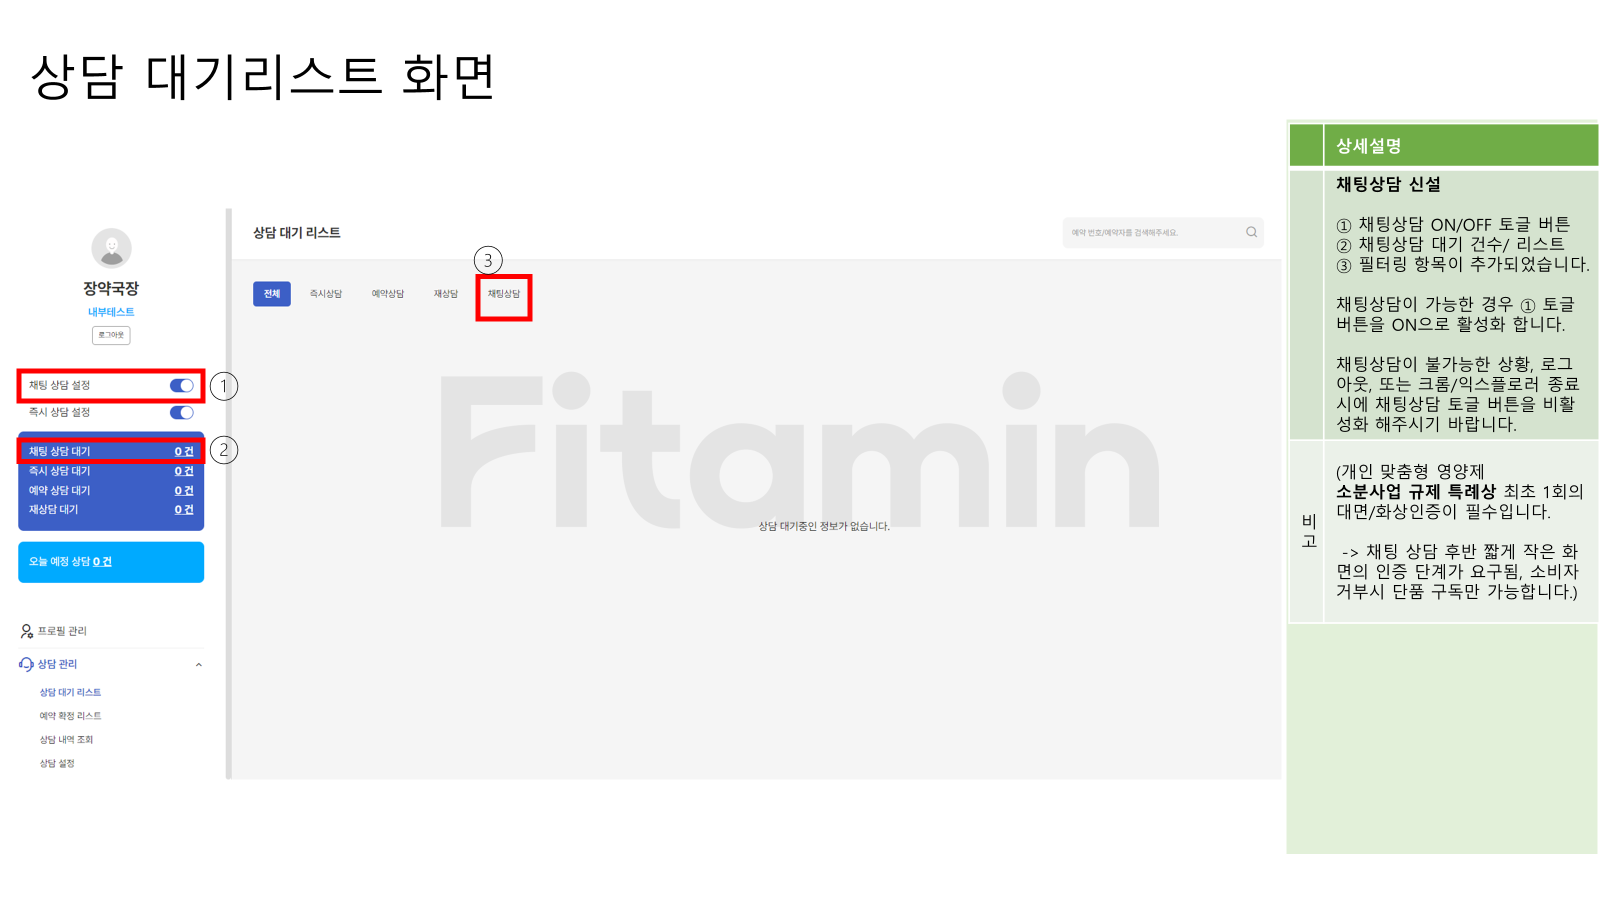 상담 대기리스트 화면
장약국장
내부테스트
로그아웃
채팅 상담 설정
①
즉시 상담 설정
채팅 상담 대기 0 건
②
즉시 상담 대기 0 건
예약 상담 대기 0 건
재상담 대기 0 건
오늘 예정 상담 0 건
프로필 관리
상담 관리
상담 대기 리스트
예약 확정 리스트
상담 내역 조회
상담 설정
상담 대기 리스트
예약 번호/예약자를 검색해주세요.
③
전체 즉시상담 예약상담 재상담 채팅상담
Fitamin
상담 대기중인 정보가 없습니다.
상세설명
채팅상담 신설
① 채팅상담 ON/OFF 토글 버튼
② 채팅상담 대기 건수/ 리스트
③ 필터링 항목이 추가되었습니다.
채팅상담이 가능한 경우 ① 토글
버튼을 ON으로 활성화 합니다.
채팅상담이 불가능한 상황, 로그
아웃, 또는 크롬/익스플로러 종료
시에 채팅상담 토글 버튼을 비활
성화 해주시기 바랍니다.
비
고
(개인 맞춤형 영양제
소분사업 규제 특례상 최초 1회의
대면/화상인증이 필수입니다.
-> 채팅 상담 후반 짧게 작은 화
면의 인증 단계가 요구됨, 소비자
거부시 단품 구독만 가능합니다.)